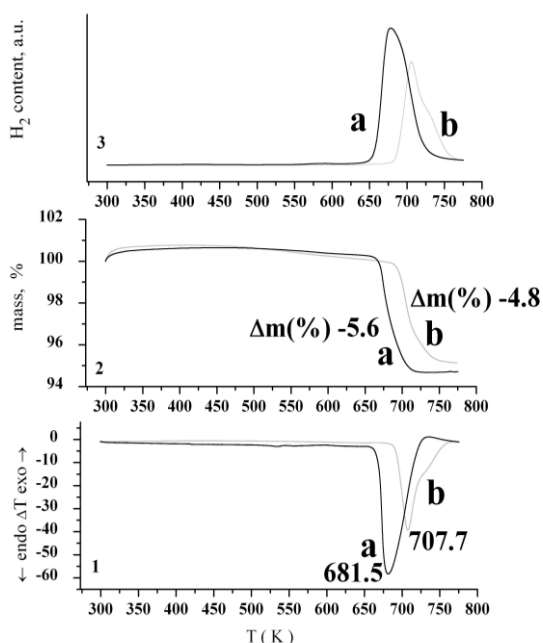 H2 content, a.u.
3
a
b
300 350 400 450 500 550 600 650 700 750 800
102
100
98
96
94
mass, %
Δm(%) -4.8
Δm(%) -5.6
b
a
2
300 350 400 450 500 550 600 650 700 750 800
0
-10
-20
-30
-40
-50
-60
← endo ΔT exo →
b
a
707.7
681.5
1
300 350 400 450 500 550 600 650 700 750 800
T ( K )